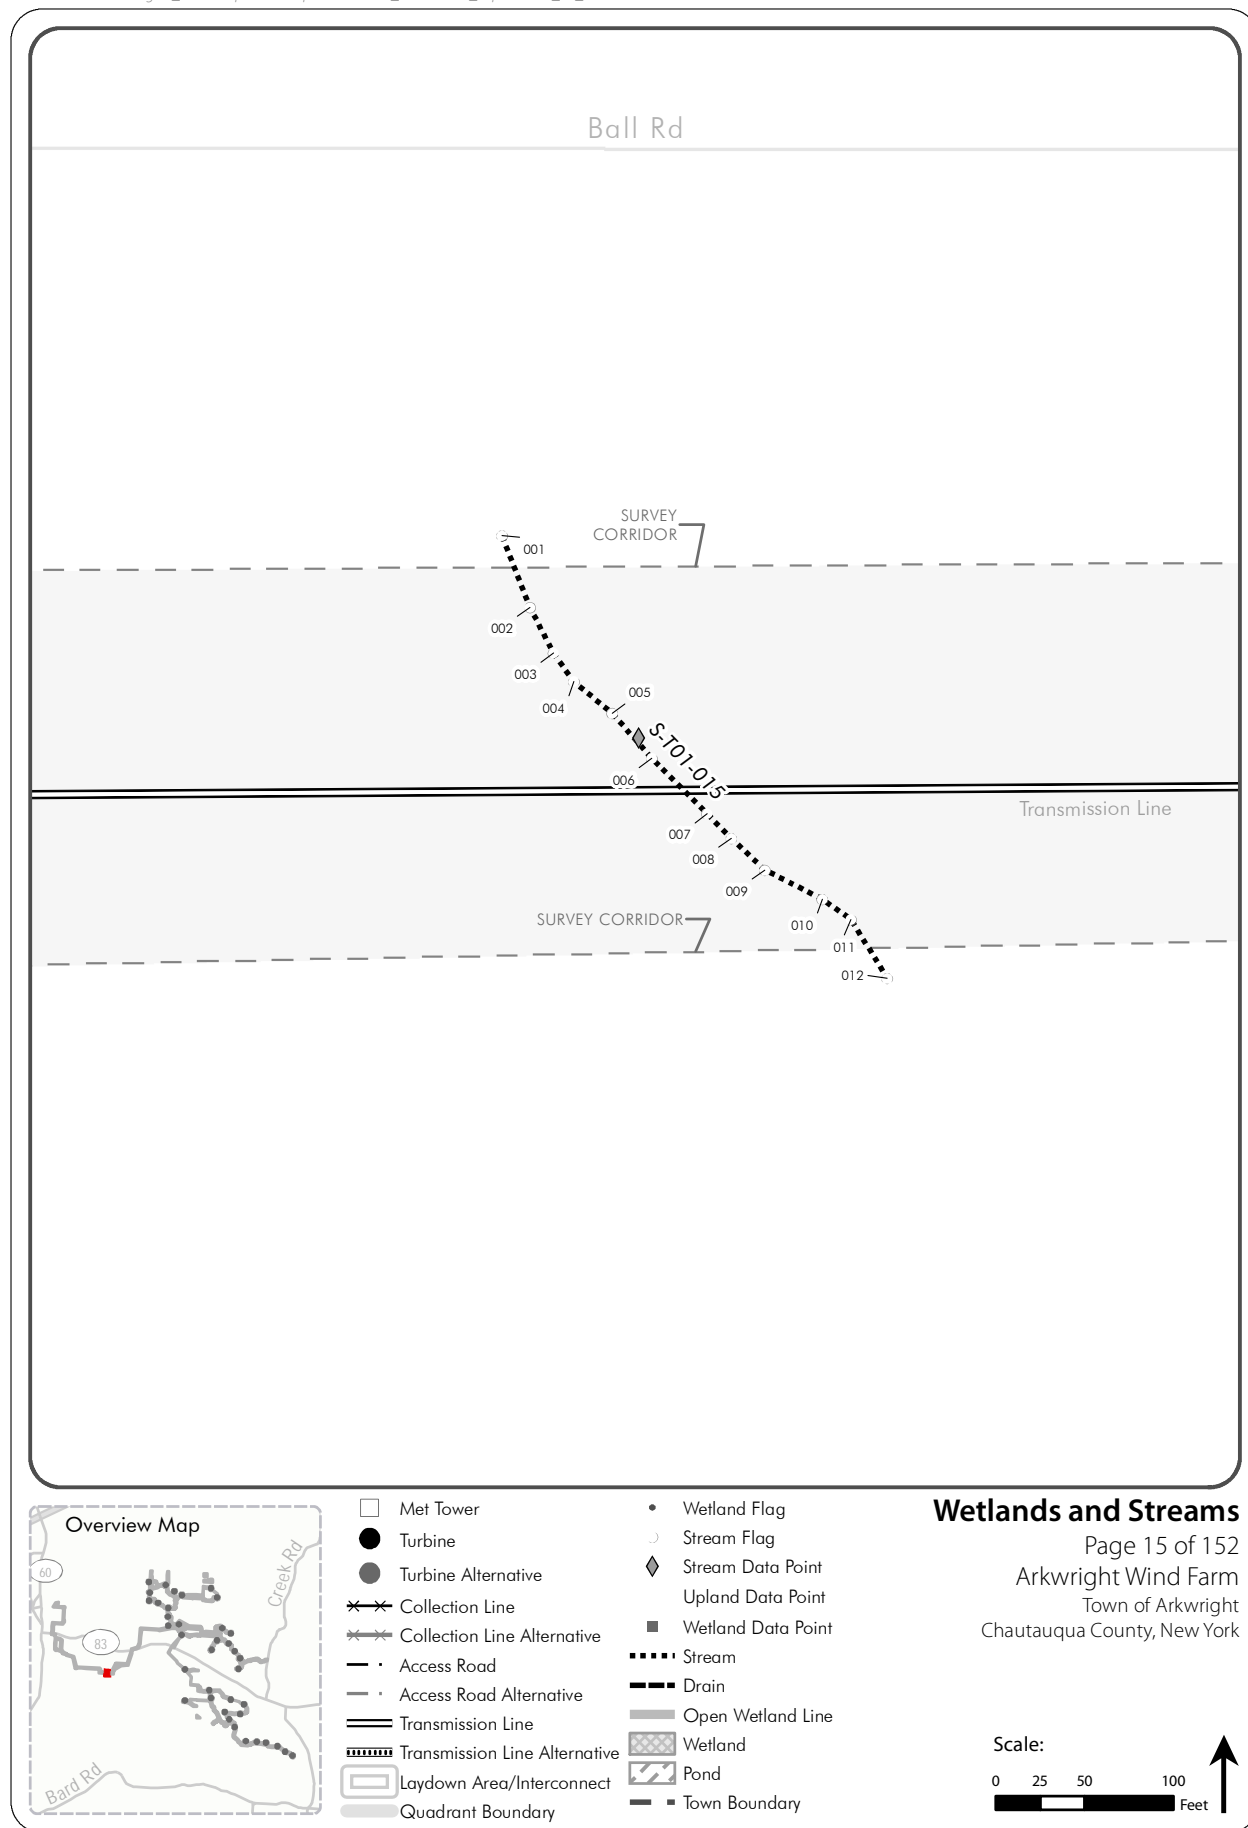 Ball Rd
SURVEY
CORRIDOR
001
002
003
004
005
S-T01-015
006
Transmission Line
007
008
009
SURVEY CORRIDOR
010
011
012
Overview Map
60
83
Creek Rd
Bard Rd
Met Tower
Turbine
Turbine Alternative
Collection Line
Collection Line Alternative
Access Road
Access Road Alternative
Transmission Line
Transmission Line Alternative
Laydown Area/Interconnect
Quadrant Boundary
Wetland Flag
Stream Flag
Stream Data Point
Upland Data Point
Wetland Data Point
Stream
Drain
Open Wetland Line
Wetland
Pond
Town Boundary
Wetlands and Streams
Page 15 of 152
Arkwright Wind Farm
Town of Arkwright
Chautauqua County, New York
Scale:
0 25 50 100
Feet